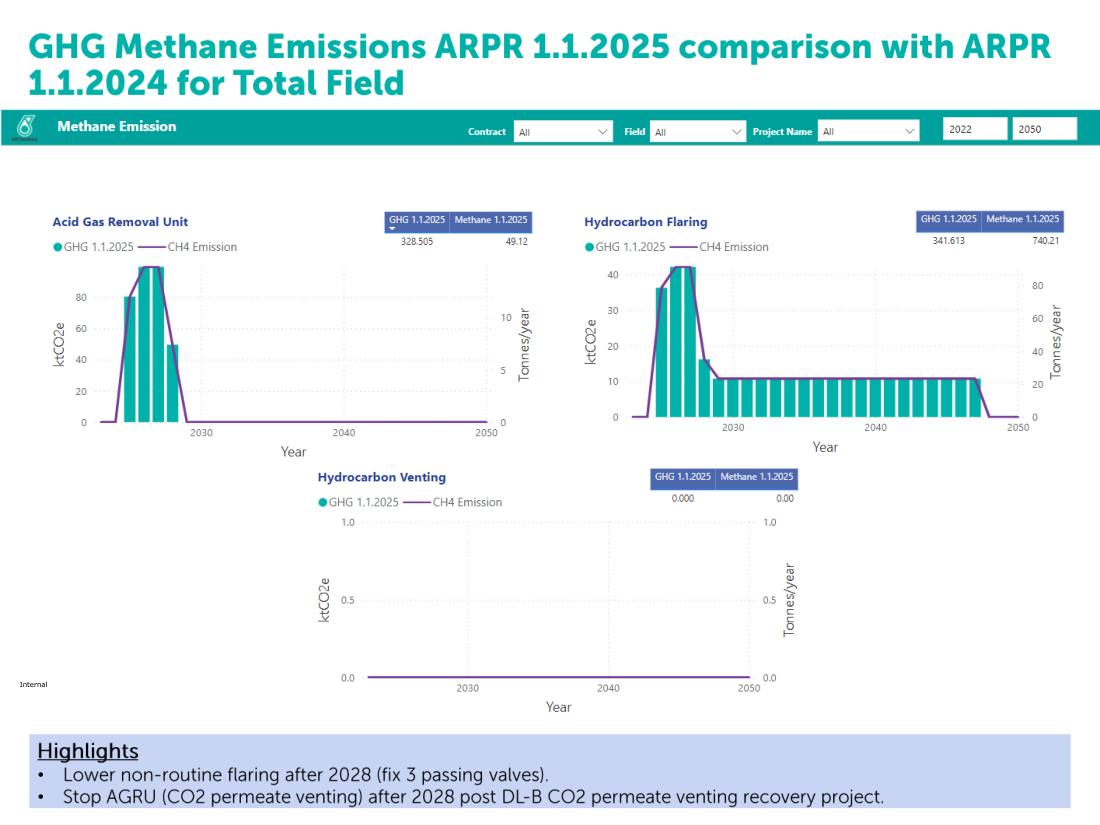 GHG Methane Emissions ARPR 1.1.2025 comparison with ARPR
1.1.2024 for Total Field
Methane Emission
Contract All Field All Project Name All 2022 2050
Acid Gas Removal Unit
GHG 1.1.2025 Methane 1.1.2025
328.505 49.12
GHG 1.1.2025 CH4 Emission
80
60
40
20
0
ktCO2e
10
5
0
Tonnes/year
2030 2040 2050
Year
Hydrocarbon Flaring
GHG 1.1.2025 Methane 1.1.2025
341.613 740.21
GHG 1.1.2025 CH4 Emission
40
30
20
10
0
ktCO2e
80
60
40
20
0
Tonnes/year
2030 2040 2050
Year
Hydrocarbon Venting
GHG 1.1.2025 Methane 1.1.2025
0.000 0.00
GHG 1.1.2025 CH4 Emission
1.0
0.5
0.0
ktCO2e
1.0
0.5
0.0
Tonnes/year
2030 2040 2050
Year
Internal
Highlights
• Lower non-routine flaring after 2028 (fix 3 passing valves).
• Stop AGRU (CO2 permeate venting) after 2028 post DL-B CO2 permeate venting recovery project.